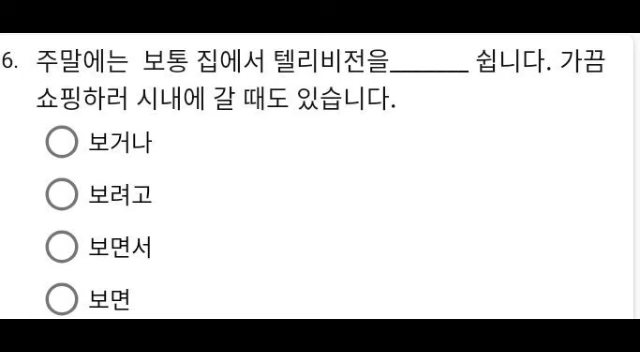 6. 주말에는 보통 집에서 텔리비전을______ 쉽니다. 가끔
쇼핑하러 시내에 갈 때도 있습니다.
보거나
보려고
보면서
보면